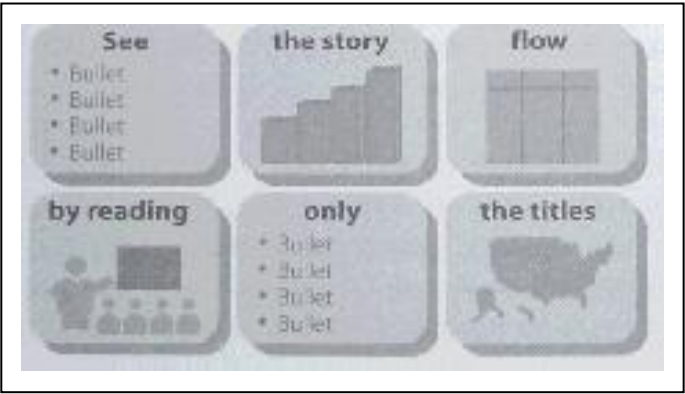 See
• Bullet
• Bullet
• Bullet
• Bullet
the story
flow
by reading
only
• Bullet
• Bullet
• Bullet
• Bullet
the titles